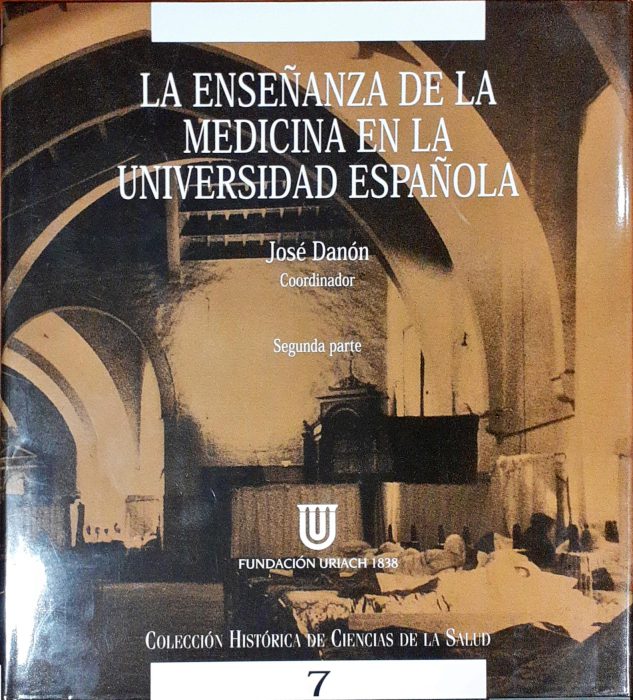 LA ENSEÑANZA DE LA
MEDICINA EN LA
UNIVERSIDAD ESPAÑOLA
José Danón
Coordinador
Segunda parte
FUNDACIÓN URIACH 1838
COLECCIÓN HISTÓRICA DE CIENCIAS DE LA SALUD
7